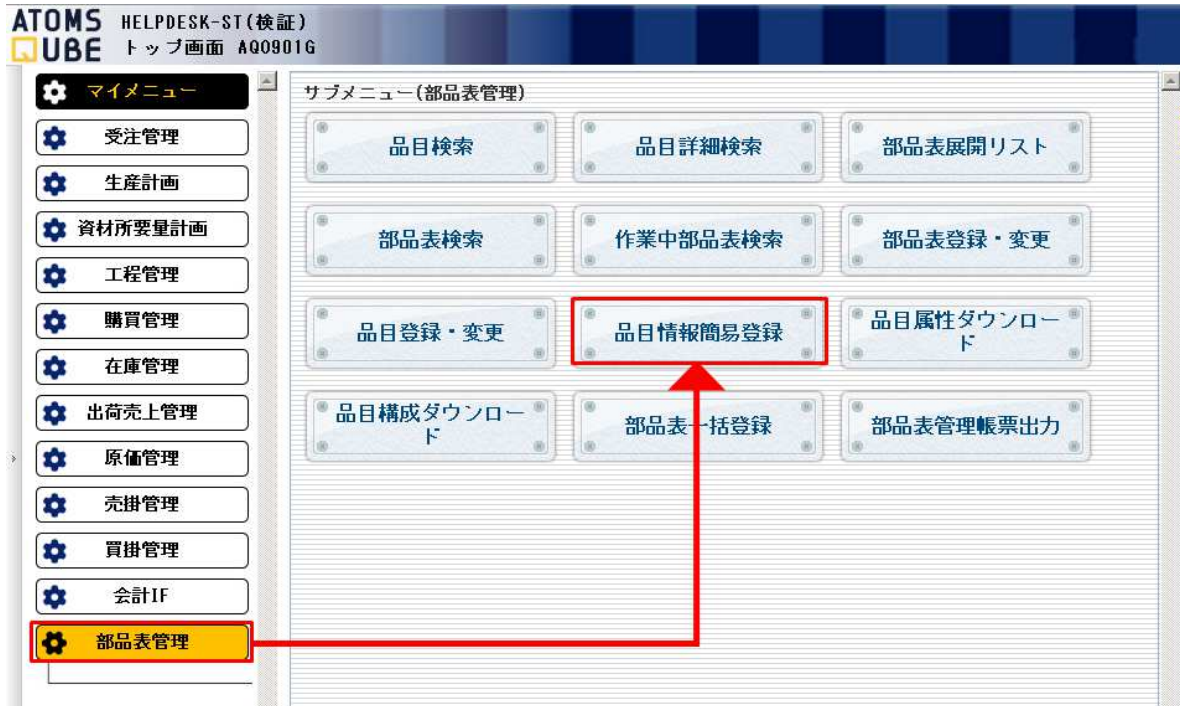 ATOMS HELPDESK-ST(検証)
QUBE トップ画面 AQ0901G
マイメニュー
受注管理
生産計画
資材所要量計画
工程管理
購買管理
在庫管理
出荷売上管理
原価管理
売掛管理
買掛管理
会計IF
部品表管理
サブメニュー(部品表管理)
品目検索
品目詳細検索
部品表展開リスト
部品表検索
作業中部品表検索
部品表登録・変更
品目登録・変更
品目情報簡易登録
品目属性ダウンロー
ド
品目構成ダウンロー
ド
部品表一括登録
部品表管理帳票出力